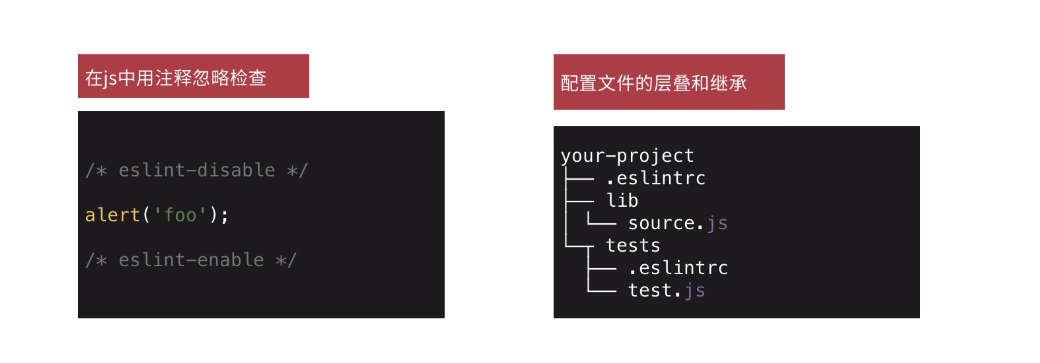 在js中用注释忽略检查
/* eslint-disable */
alert('foo');
/* eslint-enable */
配置文件的层叠和继承
your-project
├── .eslintrc
├── lib
│ └── source.js
└─┬ tests
  ├── .eslintrc
  └── test.js